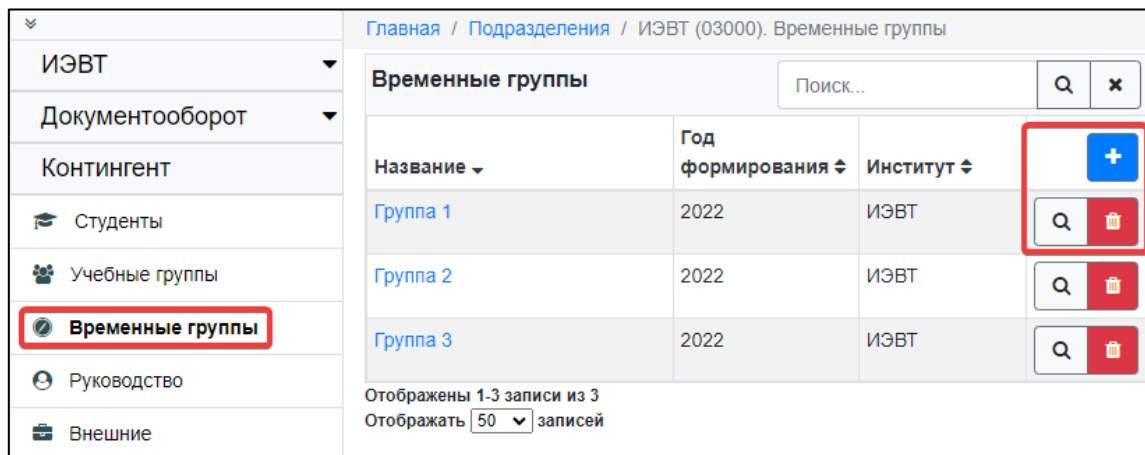 Главная / Подразделения / ИЭВТ (03000). Временные группы
ИЭВТ
Документооборот
Контингент
Студенты
Учебные группы
Временные группы
Руководство
Внешние
Временные группы
Поиск...
Название
Год формирования
Институт
Группа 1 2022 ИЭВТ
Группа 2 2022 ИЭВТ
Группа 3 2022 ИЭВТ
Отображены 1-3 записи из 3
Отображать 50 записей